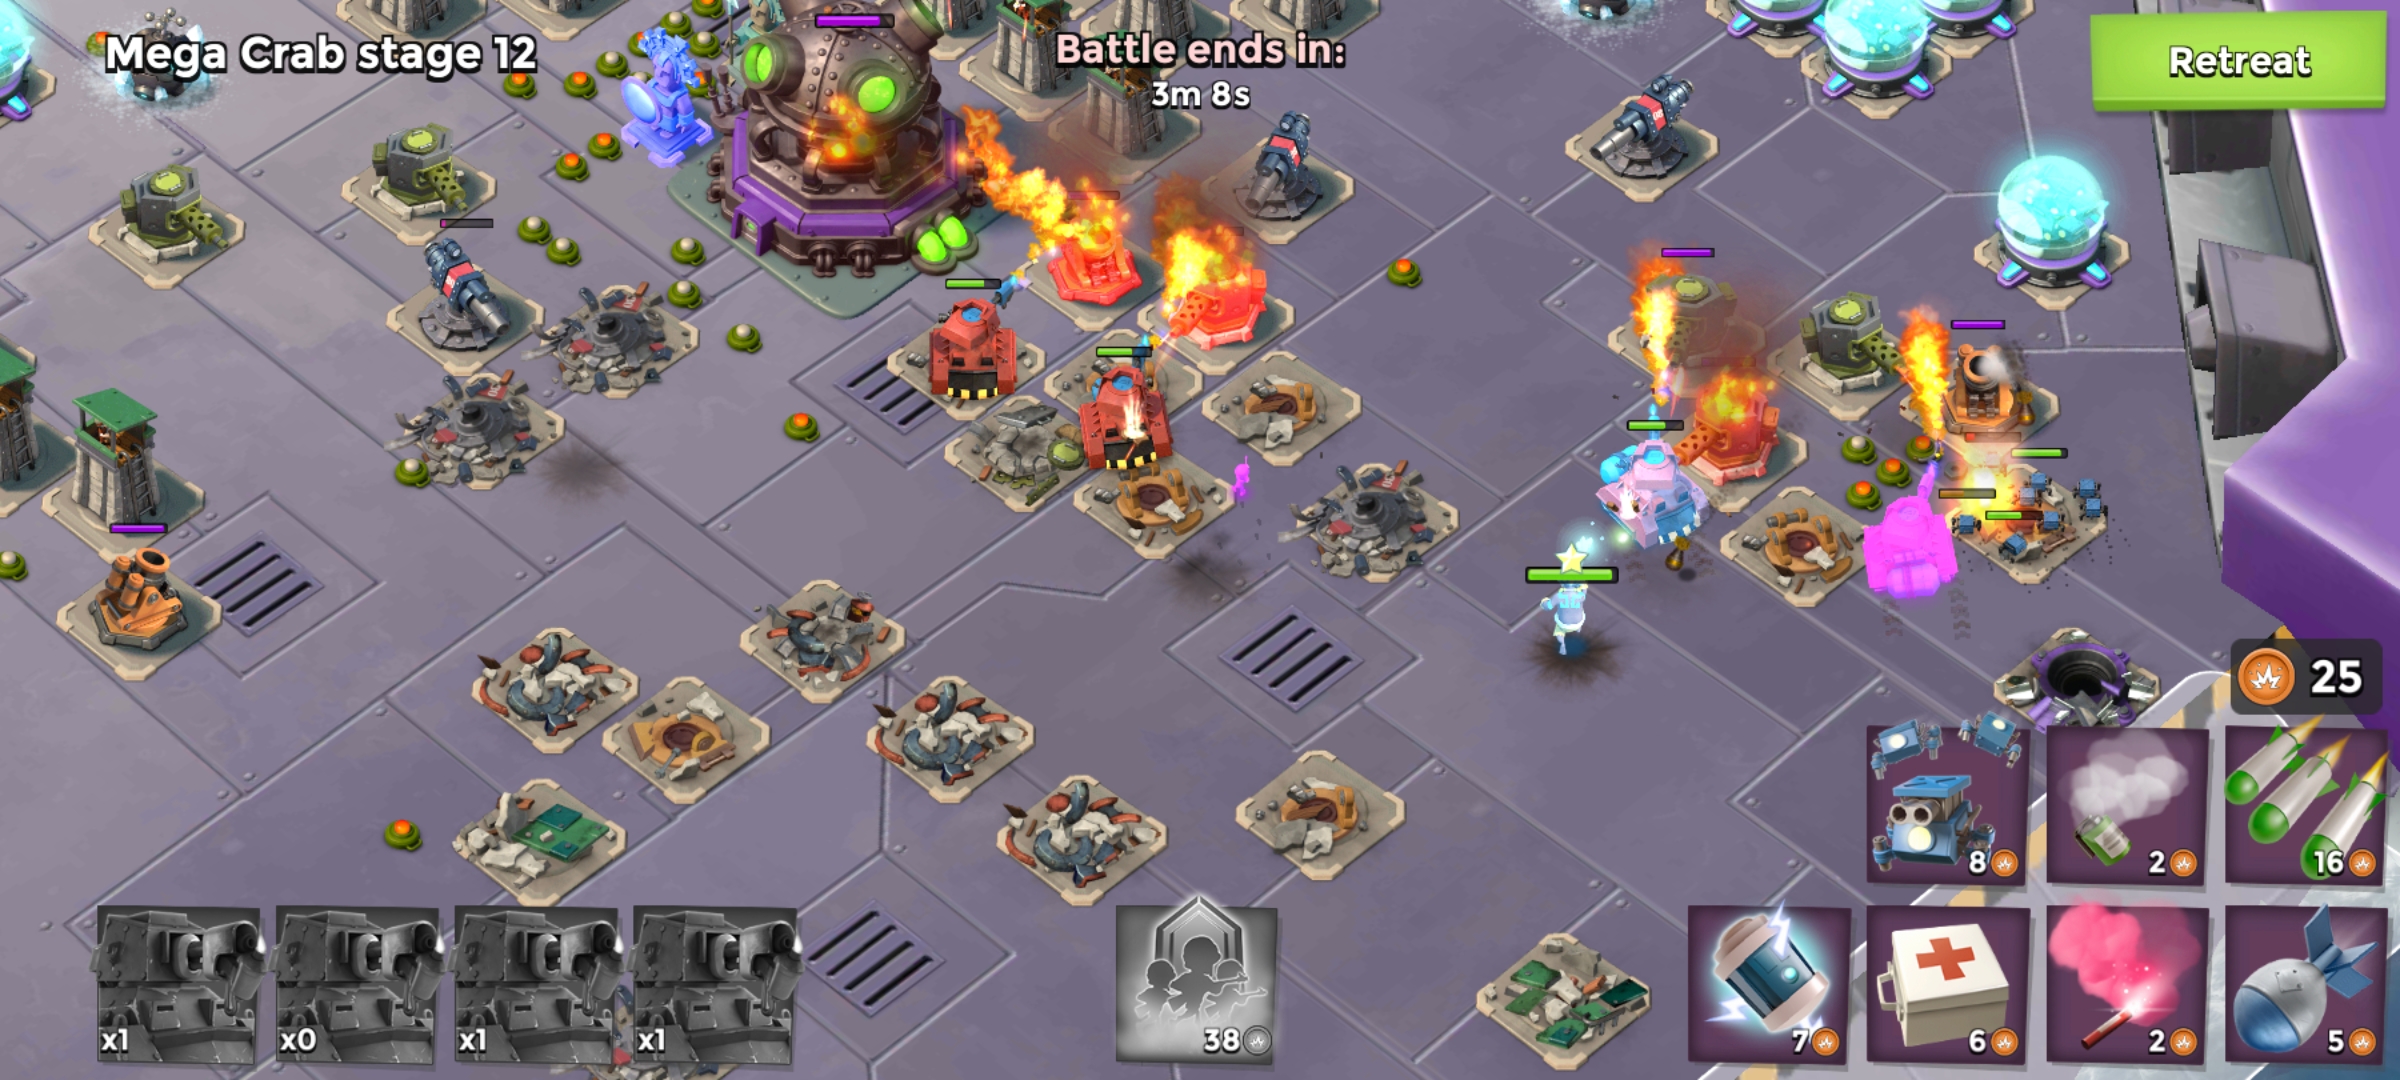 Mega Crab stage 12
Battle ends in:
3m 8s
Retreat
25
8
2
16
x1
x0
x1
x1
38
7
6
2
5